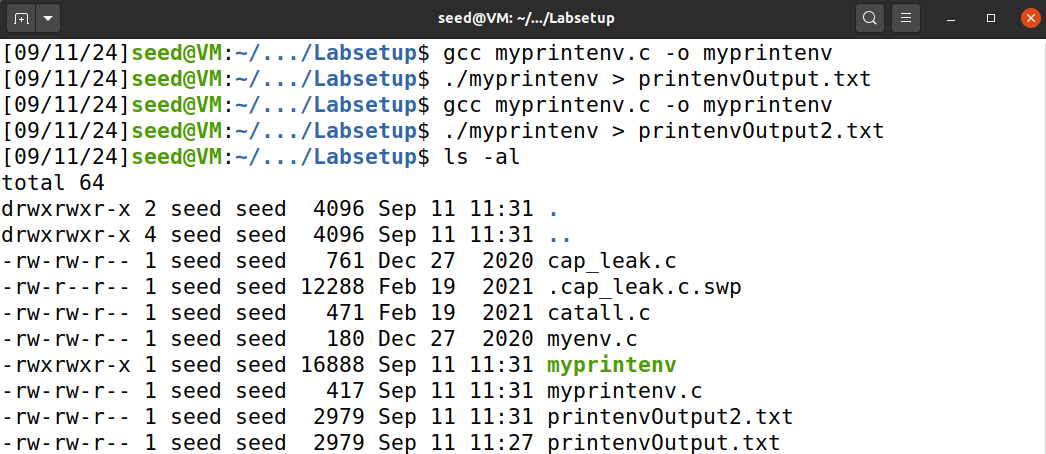 seed@VM: ~/.../Labsetup
[09/11/24]seed@VM:~/.../Labsetup$ gcc myprintenv.c -o myprintenv
[09/11/24]seed@VM:~/.../Labsetup$ ./myprintenv > printenvOutput.txt
[09/11/24]seed@VM:~/.../Labsetup$ gcc myprintenv.c -o myprintenv
[09/11/24]seed@VM:~/.../Labsetup$ ./myprintenv > printenvOutput2.txt
[09/11/24]seed@VM:~/.../Labsetup$ ls -al
total 64
drwxrwxr-x 2 seed seed  4096 Sep 11 11:31 .
drwxrwxr-x 4 seed seed  4096 Sep 11 11:31 ..
-rw-rw-r-- 1 seed seed   761 Dec 27  2020 cap_leak.c
-rw-r--r-- 1 seed seed 12288 Feb 19  2021 .cap_leak.c.swp
-rw-rw-r-- 1 seed seed   471 Feb 19  2021 catall.c
-rw-rw-r-- 1 seed seed   180 Dec 27  2020 myenv.c
-rwxrwxr-x 1 seed seed 16888 Sep 11 11:31 myprintenv
-rw-rw-r-- 1 seed seed   417 Sep 11 11:31 myprintenv.c
-rw-rw-r-- 1 seed seed  2979 Sep 11 11:31 printenvOutput2.txt
-rw-rw-r-- 1 seed seed  2979 Sep 11 11:27 printenvOutput.txt